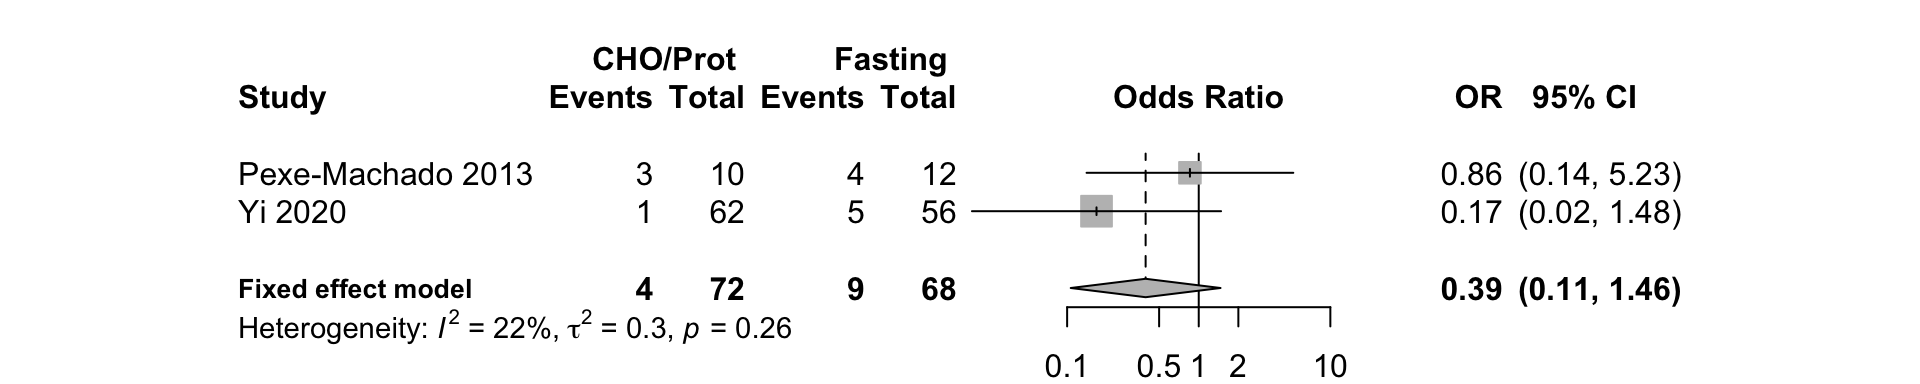 CHO/Prot Fasting
Study Events Total Events Total Odds Ratio OR 95% CI
Pexe-Machado 2013 3 10 4 12 0.86 (0.14, 5.23)
Yi 2020 1 62 5 56 0.17 (0.02, 1.48)
Fixed effect model 4 72 9 68 0.39 (0.11, 1.46)
Heterogeneity: I² = 22%, τ² = 0.3, p = 0.26
0.1 0.5 1 2 10